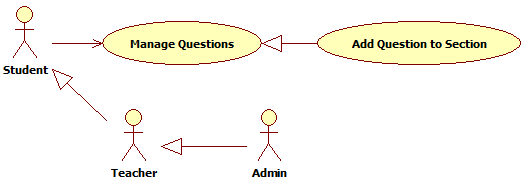 Manage Questions
Add Question to Section
Student
Teacher
Admin